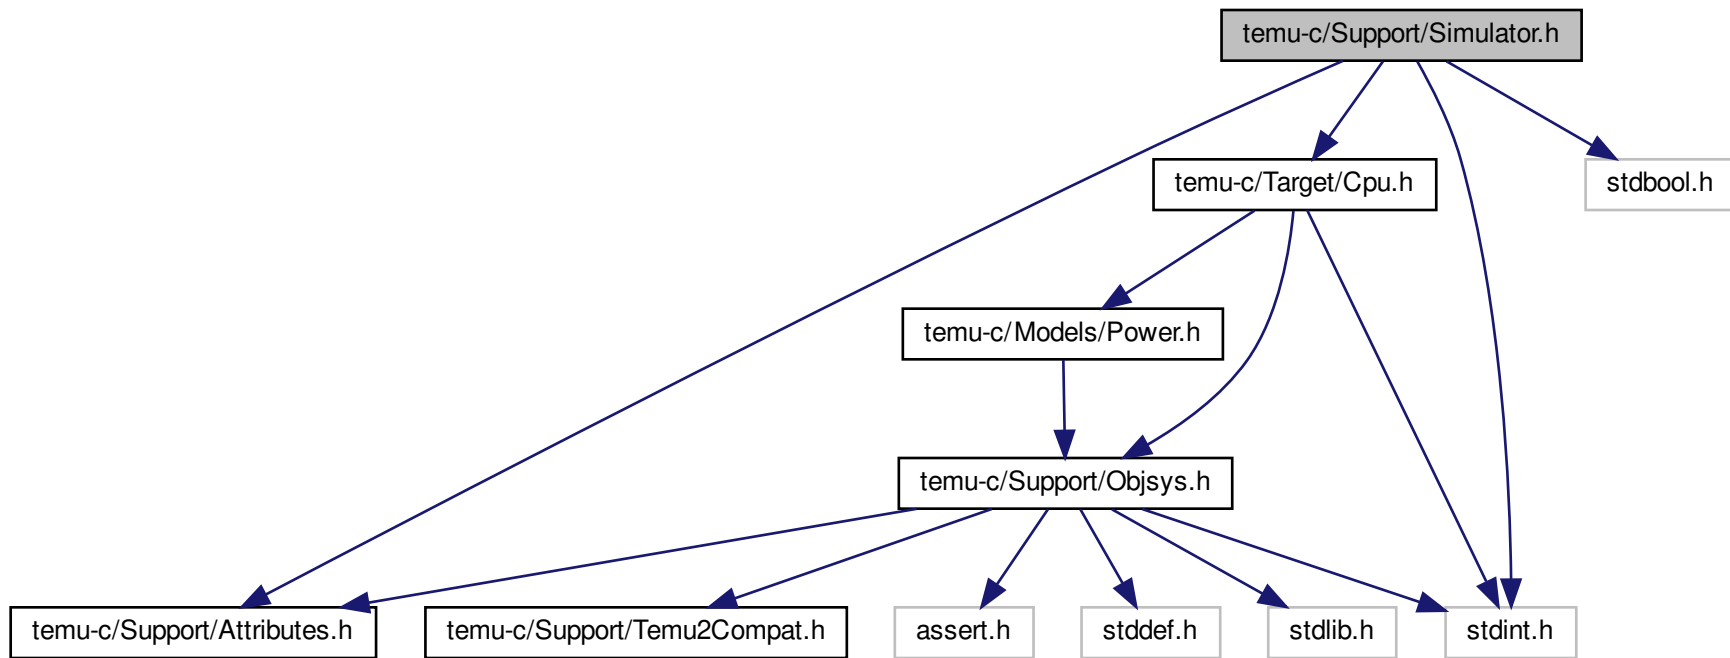 temu-c/Support/Simulator.h
temu-c/Target/Cpu.h
stdbool.h
temu-c/Models/Power.h
temu-c/Support/Objsys.h
temu-c/Support/Attributes.h
temu-c/Support/Temu2Compat.h
assert.h
stddef.h
stdlib.h
stdint.h